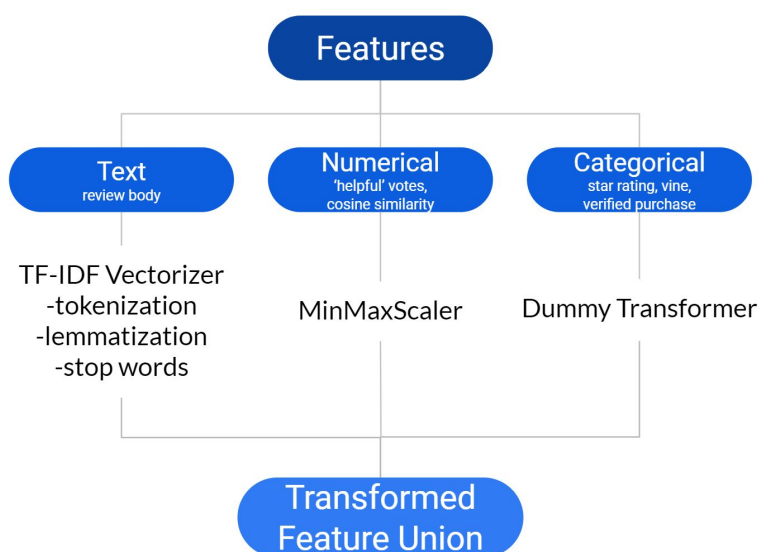 Features
Text
review body
Numerical
'helpful' votes,
cosine similarity
Categorical
star rating, vine,
verified purchase
TF-IDF Vectorizer
-tokenization
-lemmatization
-stop words
MinMaxScaler
Dummy Transformer
Transformed
Feature Union